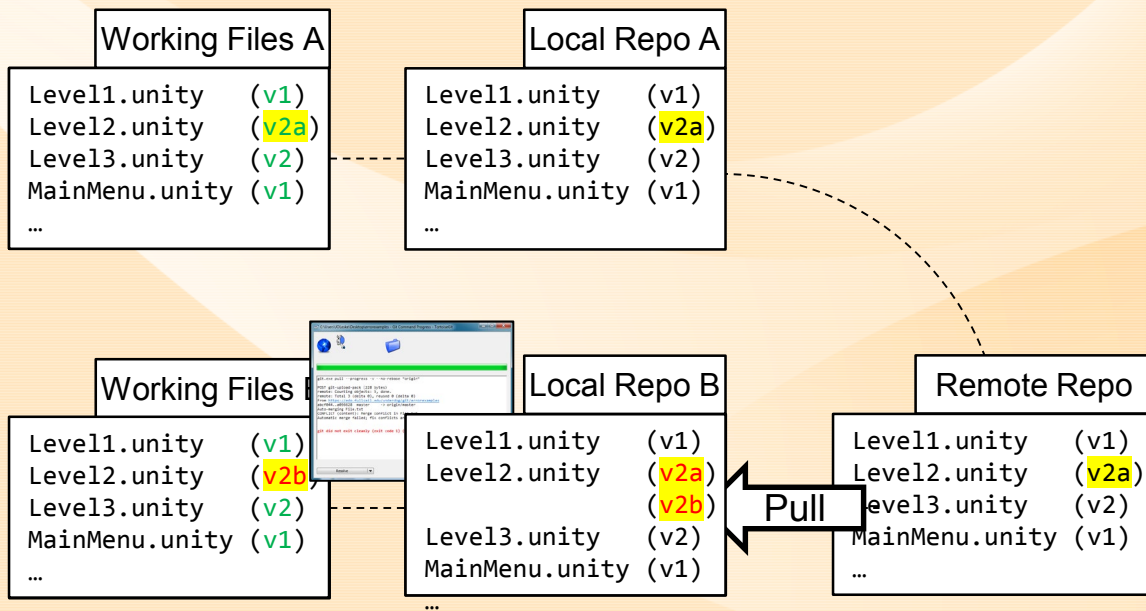 Working Files A
Level1.unity (v1)
Level2.unity (v2a)
Level3.unity (v2)
MainMenu.unity (v1)
…
Local Repo A
Level1.unity (v1)
Level2.unity (v2a)
Level3.unity (v2)
MainMenu.unity (v1)
…
Working Files
Level1.unity (v1)
Level2.unity (v2b)
Level3.unity (v2)
MainMenu.unity (v1)
…
Local Repo B
Level1.unity (v1)
Level2.unity (v2a)
(v2b)
Level3.unity (v2)
MainMenu.unity (v1)
…
Pull
Remote Repo
Level1.unity (v1)
Level2.unity (v2a)
Level3.unity (v2)
MainMenu.unity (v1)
…